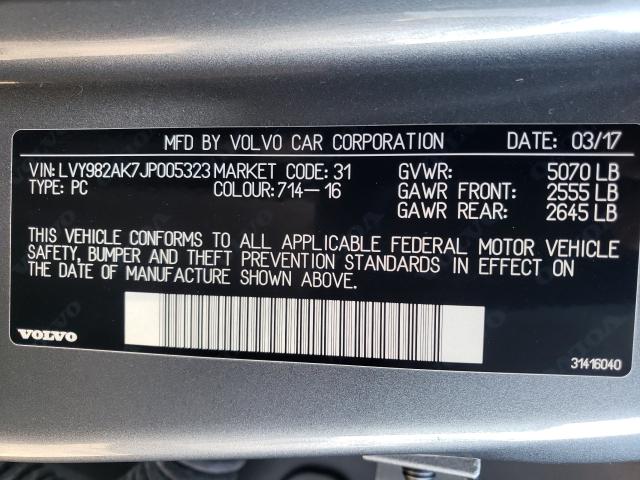 MFD BY VOLVO CAR CORPORATION DATE: 03/17
VIN: LVY982AK7JP005323 MARKET CODE: 31 GVWR: 5070 LB
TYPE: PC COLOUR: 714-16 GAWR FRONT: 2555 LB
GAWR REAR: 2645 LB
THIS VEHICLE CONFORMS TO ALL APPLICABLE FEDERAL MOTOR VEHICLE
SAFETY, BUMPER AND THEFT PREVENTION STANDARDS IN EFFECT ON
THE DATE OF MANUFACTURE SHOWN ABOVE.
VOLVO 31416040